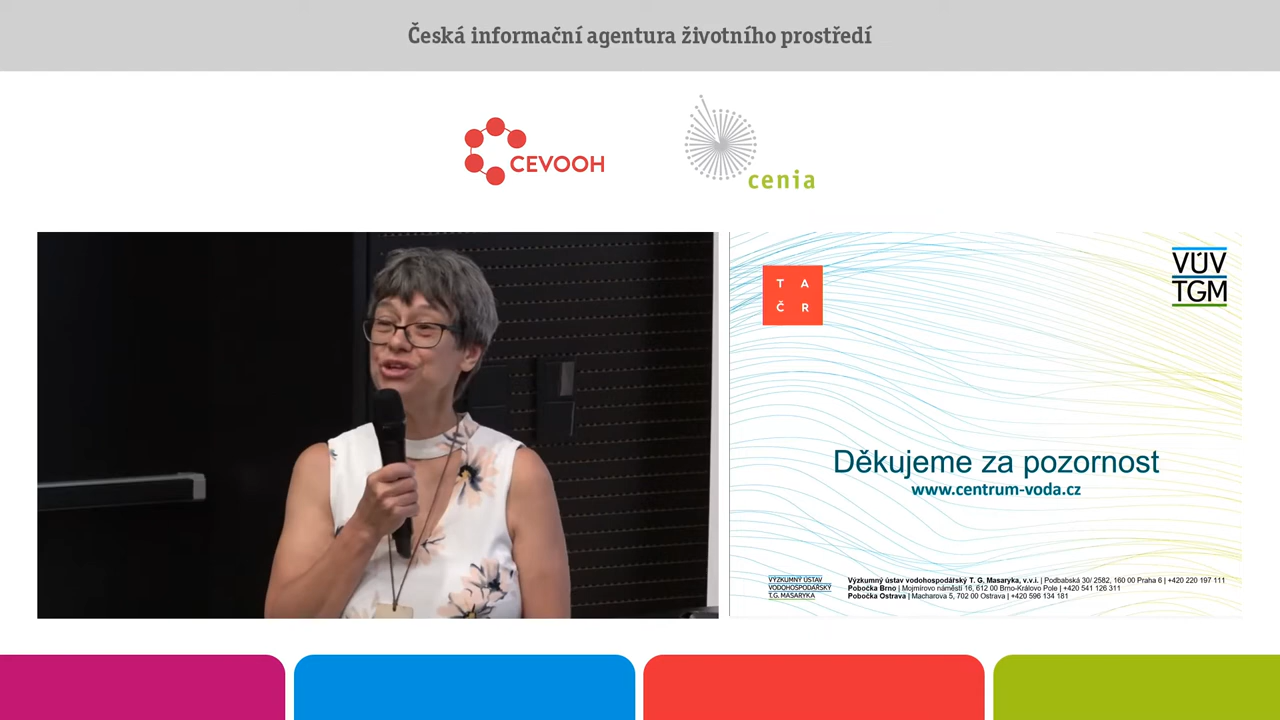 Česká informační agentura životního prostředí
CEVOOH
cenia
T A
Č R
VÚV
TGM
Děkujeme za pozornost
www.centrum-voda.cz
VÝZKUMNÝ ÚSTAV
VODOHOSPODÁŘSKÝ
T.G. MASARYKA
Výzkumný ústav vodohospodářský T. G. Masaryka, v.v.i. | Podbabská 30/ 2582, 160 00 Praha 6 | +420 220 197 111
Pobočka Brno | Mojmírovo náměstí 16, 612 00 Brno-Královo Pole | +420 541 126 311
Pobočka Ostrava | Macharova 5, 702 00 Ostrava | +420 596 134 181